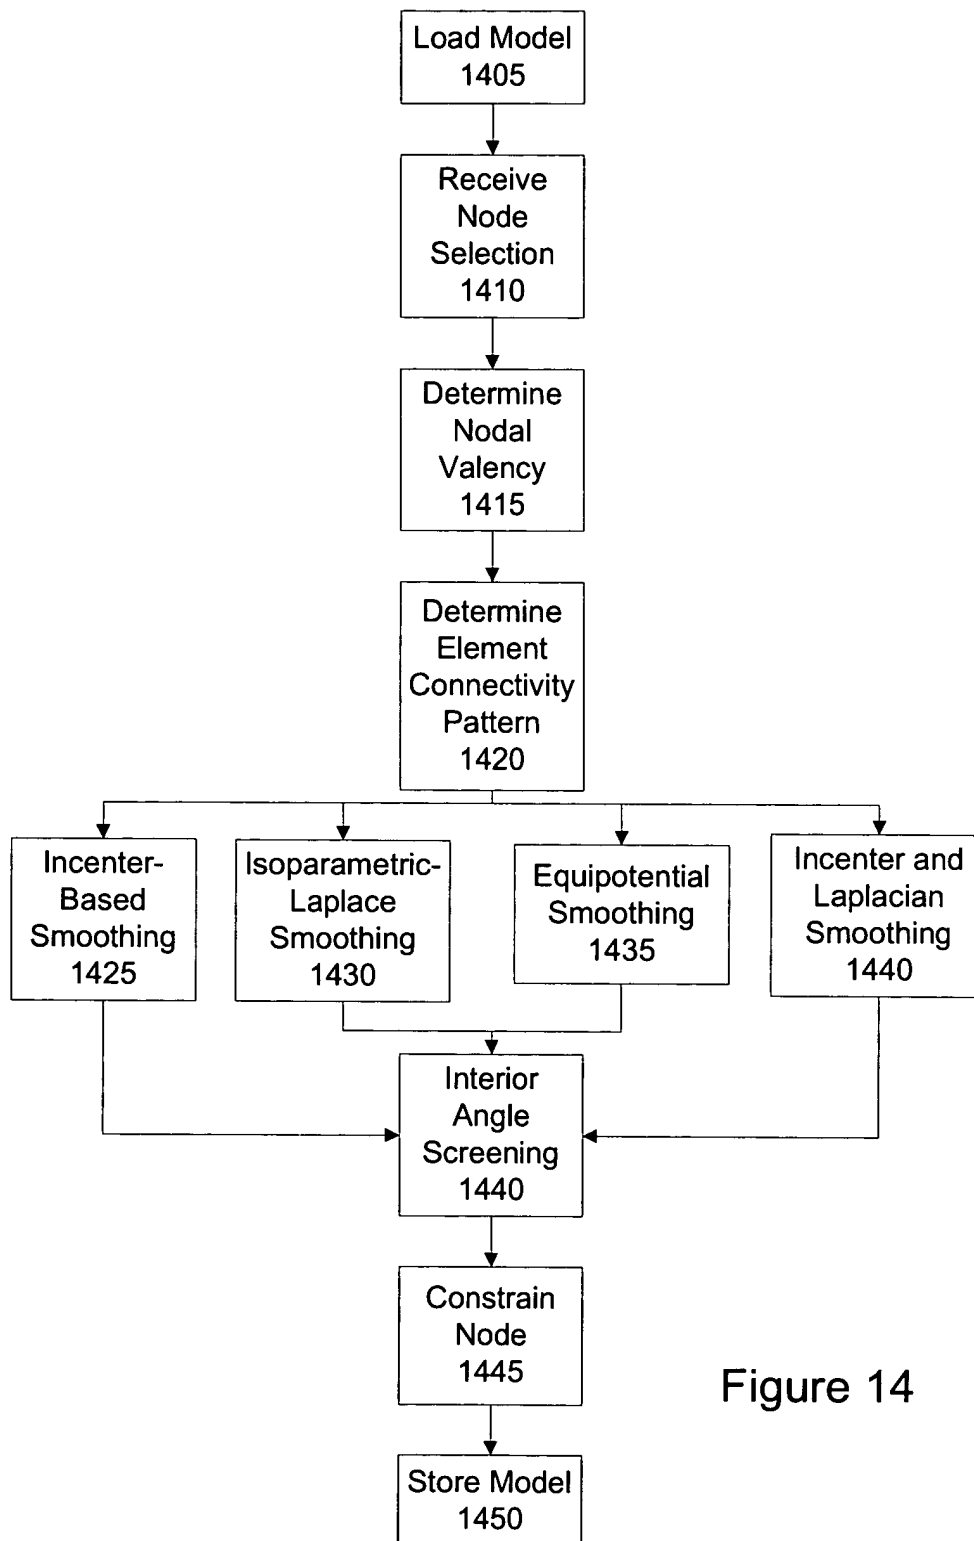 Load Model
1405
Receive
Node
Selection
1410
Determine
Nodal
Valency
1415
Determine
Element
Connectivity
Pattern
1420
Incenter-
Based
Smoothing
1425
Isoparametric-
Laplace
Smoothing
1430
Equipotential
Smoothing
1435
Incenter and
Laplacian
Smoothing
1440
Interior
Angle
Screening
1440
Constrain
Node
1445
Figure 14
Store Model
1450